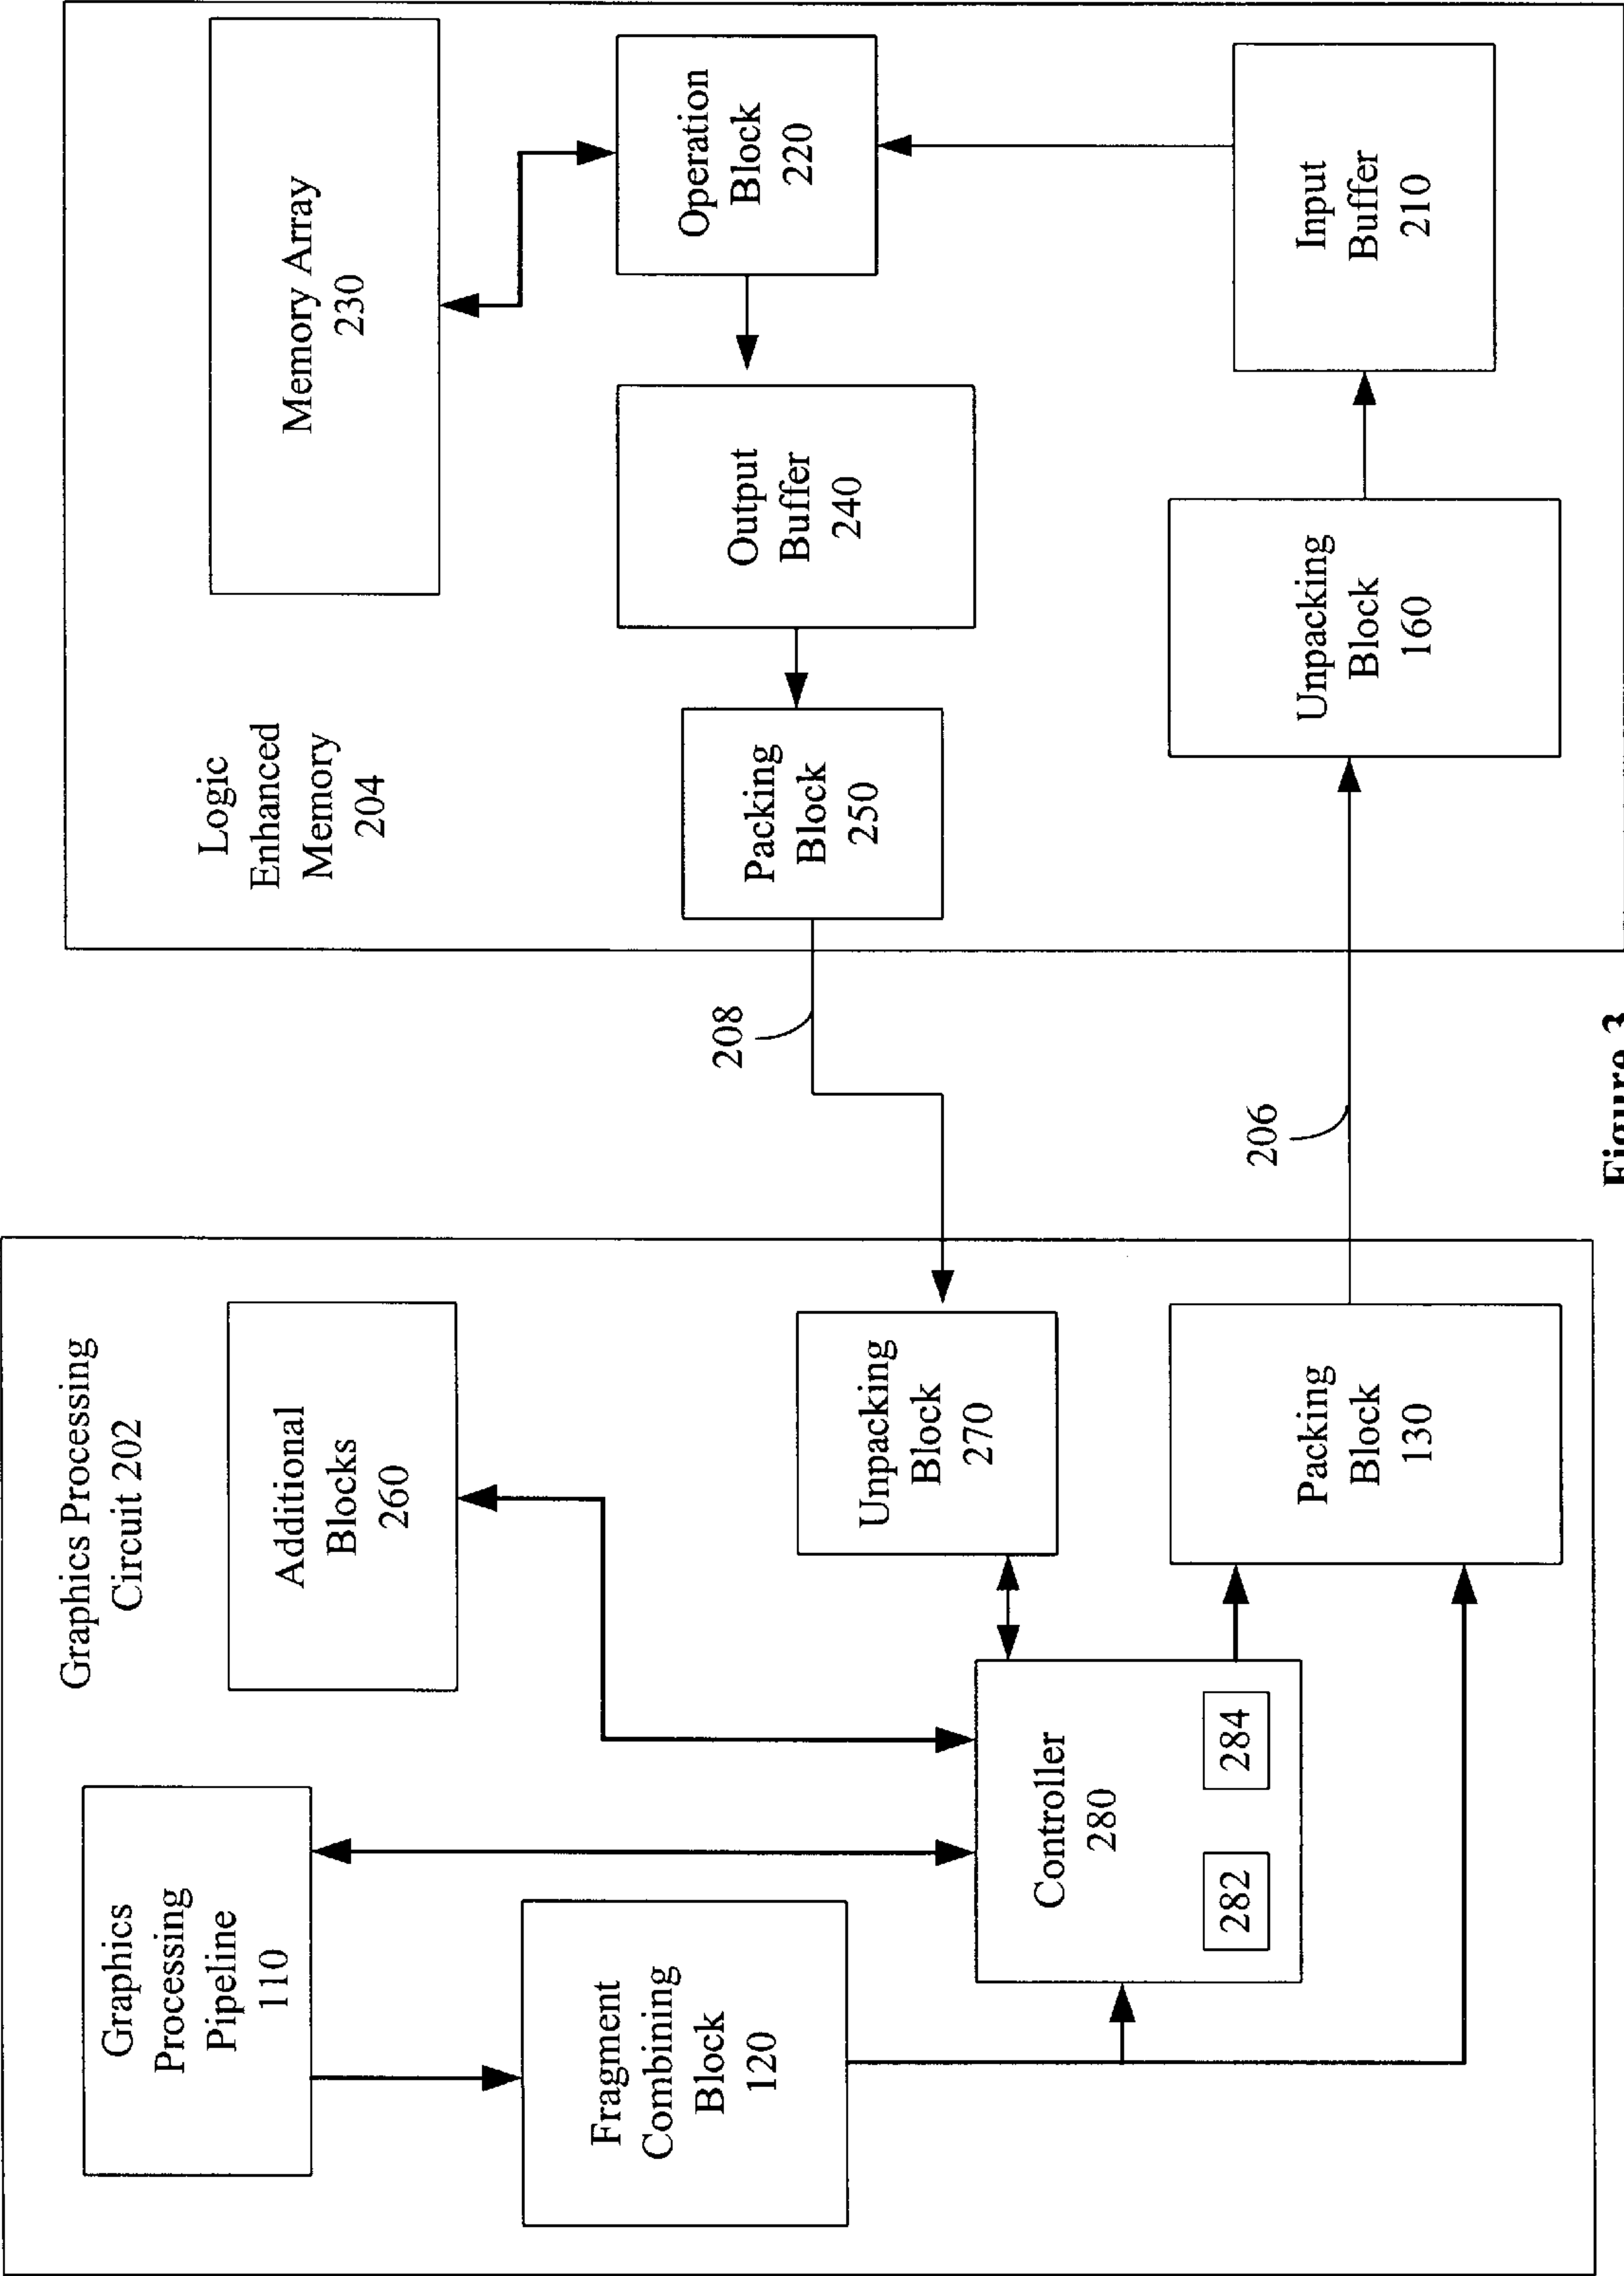 Graphics Processing
Circuit 202
Graphics
Processing
Pipeline
110
Additional
Blocks
260
Fragment
Combining
Block
120
Controller
280
282
284
Unpacking
Block
270
Packing
Block
130
208
206
Logic
Enhanced
Memory
204
Memory Array
230
Packing
Block
250
Output
Buffer
240
Operation
Block
220
Unpacking
Block
160
Input
Buffer
210
Figure 3